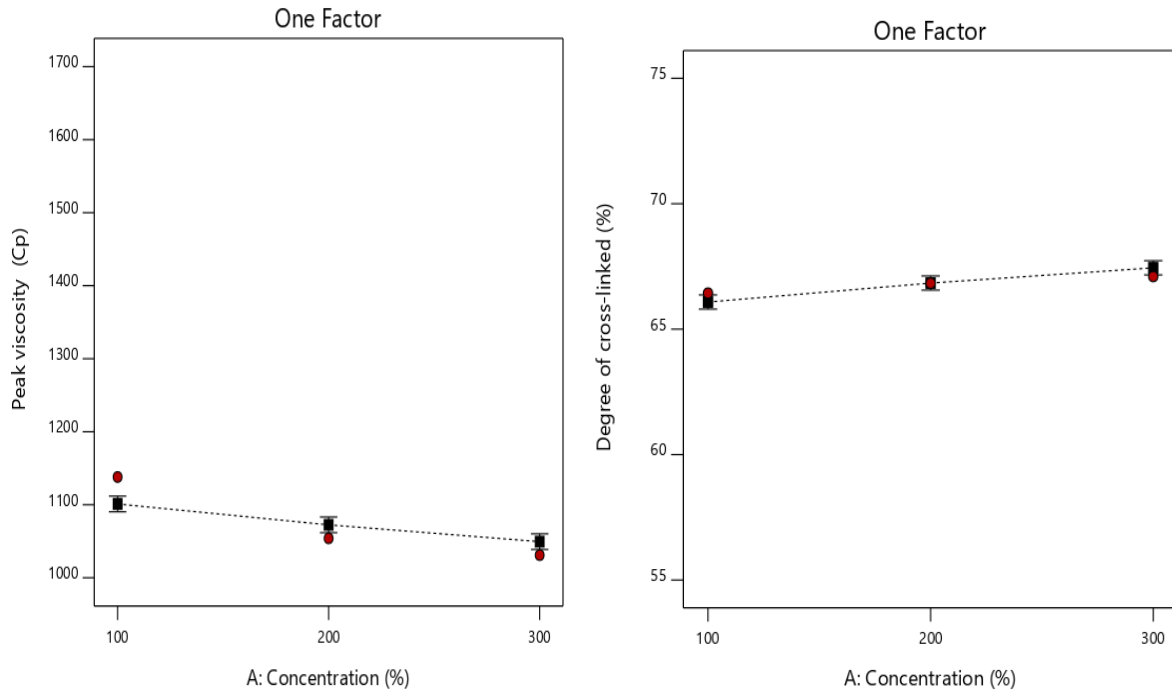 One Factor
1700
1600
1500
1400
1300
1200
1100
1000
Peak viscosity (Cp)
100 200 300
A: Concentration (%)
One Factor
75
70
65
60
55
Degree of cross-linked (%)
100 200 300
A: Concentration (%)